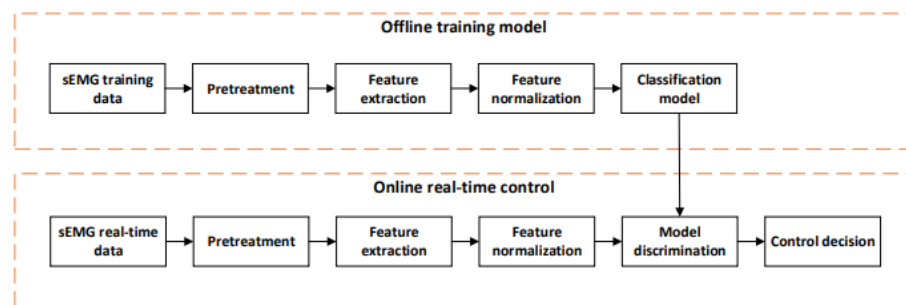 Offline training model
sEMG training
data
Pretreatment
Feature
extraction
Feature
normalization
Classification
model
Online real-time control
sEMG real-time
data
Pretreatment
Feature
extraction
Feature
normalization
Model
discrimination
Control decision